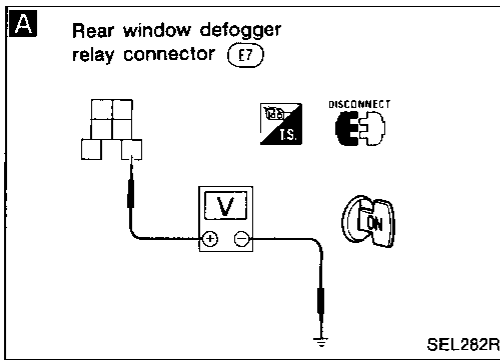 A
Rear window defogger
relay connector E7
DISCONNECT
T.S.
V
+ -
ON
SEL282R